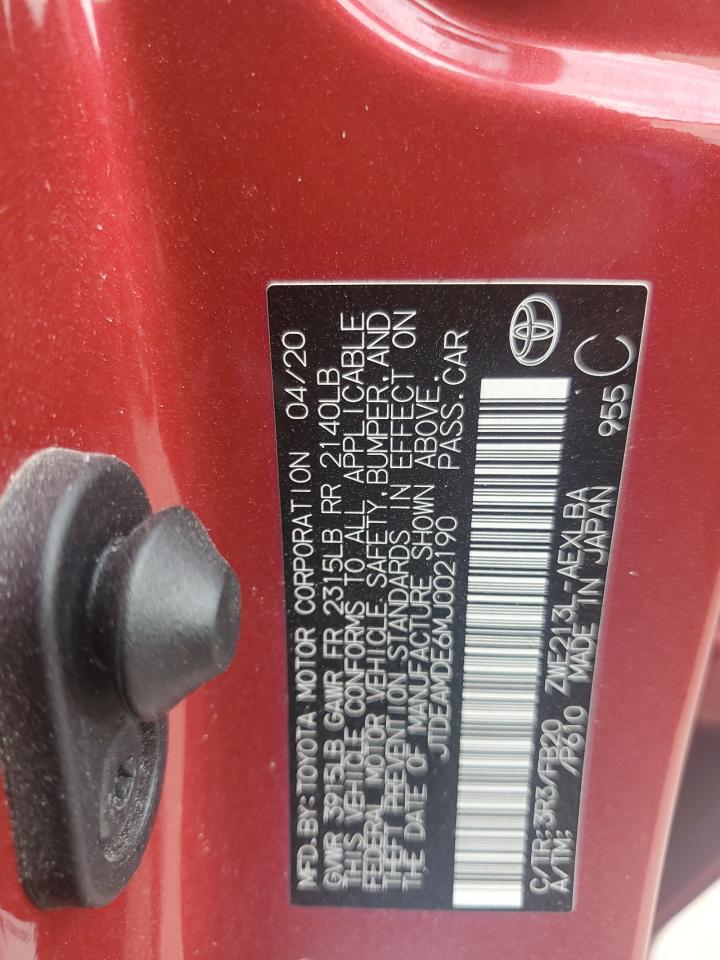 MFD.BY:TOYOTA MOTOR CORPORATION 04/20
GVWR 3915LB GAWR FR 2315LB RR 2140LB
THIS VEHICLE CONFORMS TO ALL APPLICABLE
FEDERAL MOTOR VEHICLE SAFETY,BUMPER,AND
THEFT PREVENTION STANDARDS IN EFFECT ON
THE DATE OF MANUFACTURE SHOWN ABOVE.
JTDEAMDE6MJ002190 PASS.CAR
C/TR:3R3/FB20 ZWE213L-AEXLBA
A/TM: /P610 MADE IN JAPAN 955 C